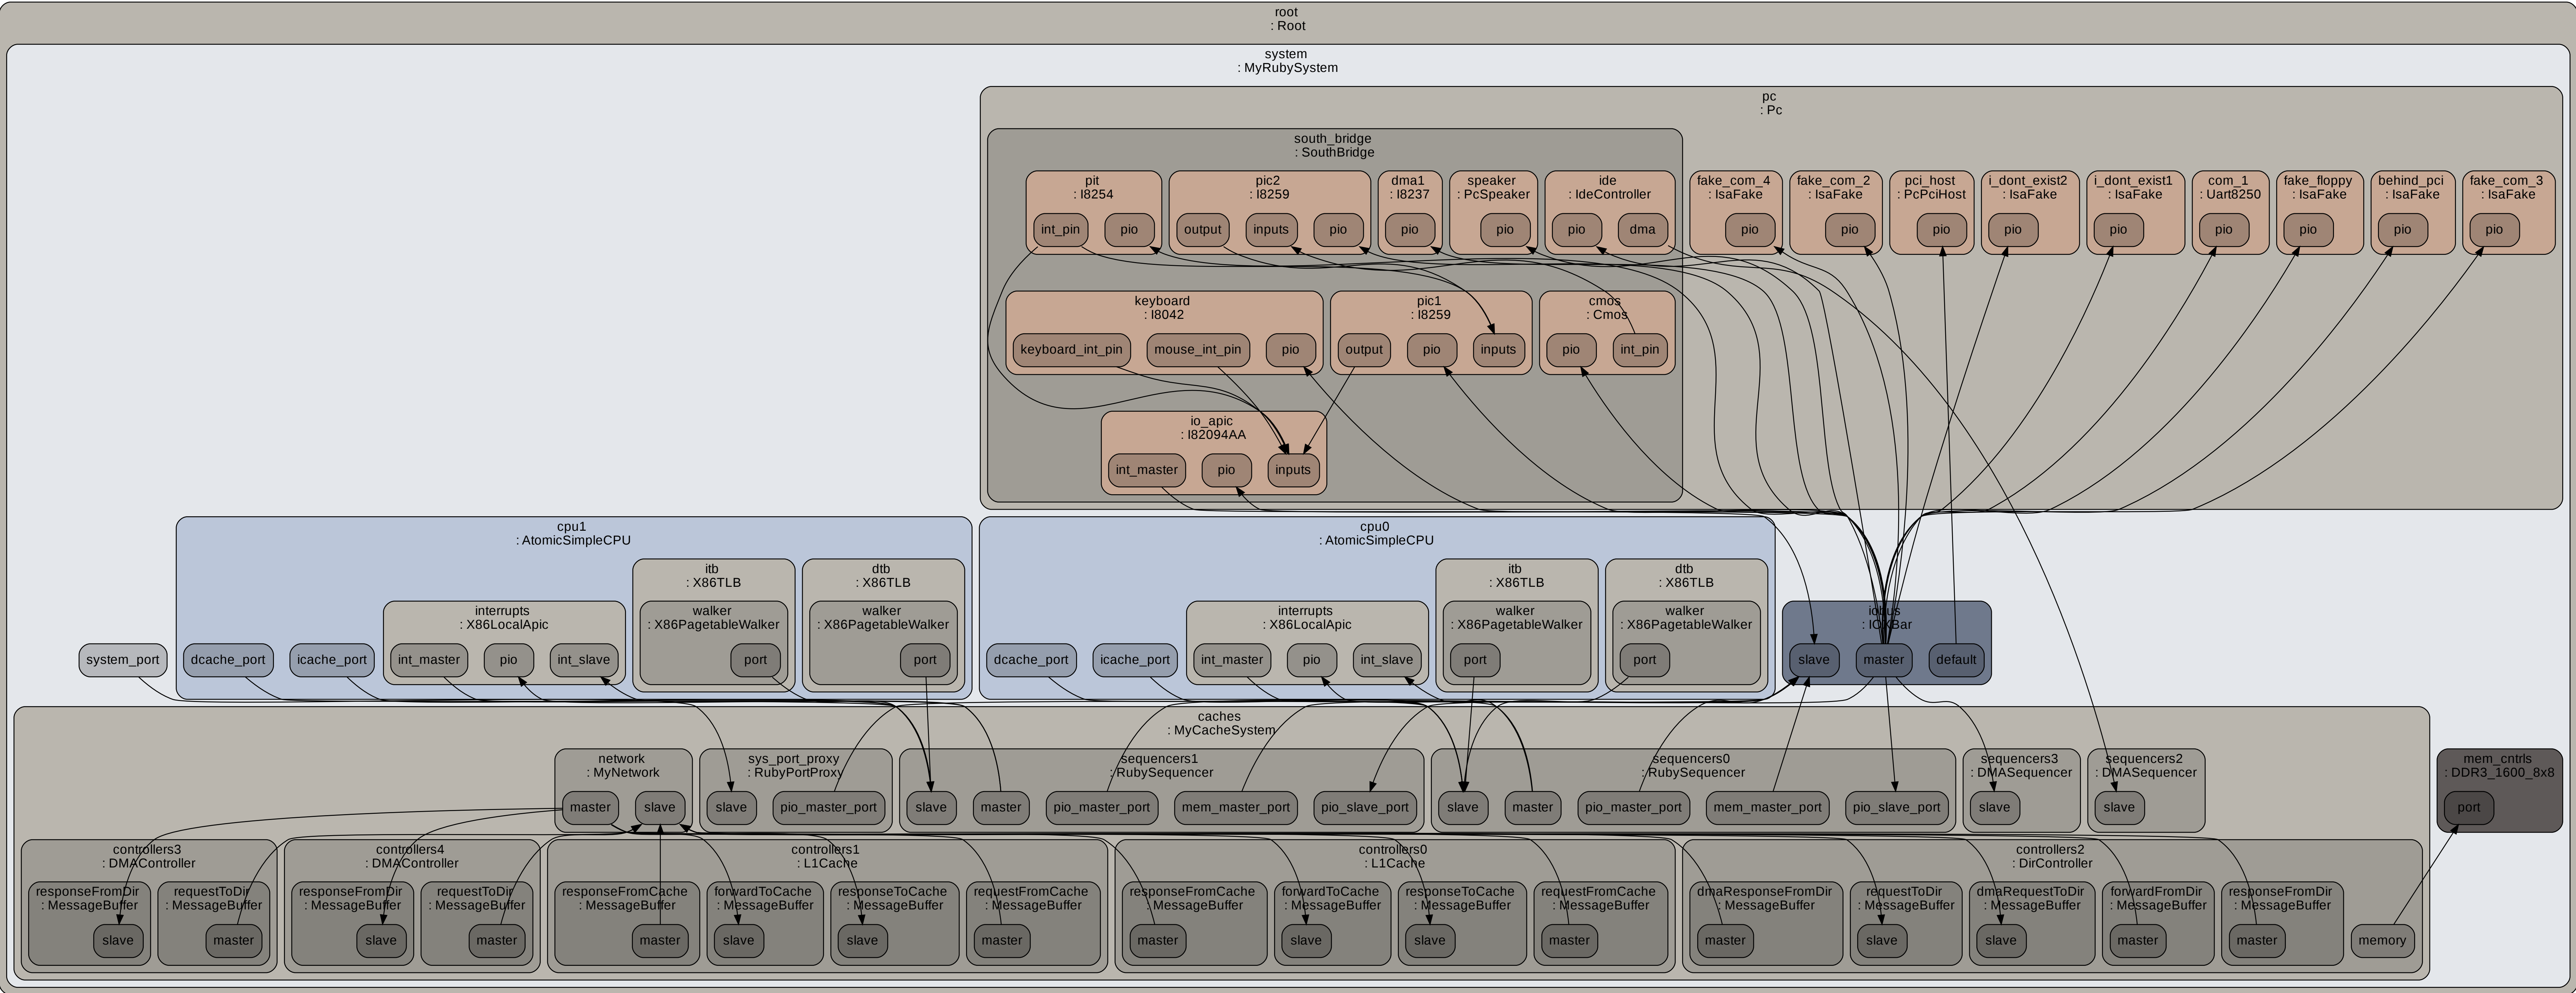 root
: Root
system
: MyRubySystem
pc
: Pc
south_bridge
: SouthBridge
pit
: I8254
int_pin
pio
pic2
: I8259
output
inputs
pio
dma1
: I8237
pio
speaker
: PcSpeaker
pio
ide
: IdeController
pio
dma
fake_com_4
: IsaFake
pio
fake_com_2
: IsaFake
pio
pci_host
: PcPciHost
pio
i_dont_exist2
: IsaFake
pio
i_dont_exist1
: IsaFake
pio
com_1
: Uart8250
pio
fake_floppy
: IsaFake
pio
behind_pci
: IsaFake
pio
fake_com_3
: IsaFake
pio
keyboard
: I8042
keyboard_int_pin
mouse_int_pin
pio
pic1
: I8259
output
pio
inputs
cmos
: Cmos
pio
int_pin
io_apic
: I82094AA
int_master
pio
inputs
system_port
cpu1
: AtomicSimpleCPU
dcache_port
icache_port
interrupts
: X86LocalApic
int_master
pio
int_slave
itb
: X86TLB
walker
: X86PagetableWalker
port
dtb
: X86TLB
walker
: X86PagetableWalker
port
cpu0
: AtomicSimpleCPU
dcache_port
icache_port
interrupts
: X86LocalApic
int_master
pio
int_slave
itb
: X86TLB
walker
: X86PagetableWalker
port
dtb
: X86TLB
walker
: X86PagetableWalker
port
iobus
: IOXBar
slave
master
default
caches
: MyCacheSystem
network
: MyNetwork
master
slave
sys_port_proxy
: RubyPortProxy
slave
pio_master_port
sequencers1
: RubySequencer
slave
master
pio_master_port
mem_master_port
pio_slave_port
sequencers0
: RubySequencer
slave
master
pio_master_port
mem_master_port
pio_slave_port
sequencers3
: DMASequencer
slave
sequencers2
: DMASequencer
slave
mem_cntrls
: DDR3_1600_8x8
port
controllers3
: DMAController
responseFromDir
: MessageBuffer
slave
requestToDir
: MessageBuffer
master
controllers4
: DMAController
responseFromDir
: MessageBuffer
slave
requestToDir
: MessageBuffer
master
controllers1
: L1Cache
responseFromCache
: MessageBuffer
master
forwardToCache
: MessageBuffer
slave
responseToCache
: MessageBuffer
slave
requestFromCache
: MessageBuffer
master
controllers0
: L1Cache
responseFromCache
: MessageBuffer
master
forwardToCache
: MessageBuffer
slave
responseToCache
: MessageBuffer
slave
requestFromCache
: MessageBuffer
master
controllers2
: DirController
dmaResponseFromDir
: MessageBuffer
master
requestToDir
: MessageBuffer
slave
dmaRequestToDir
: MessageBuffer
slave
forwardFromDir
: MessageBuffer
master
responseFromDir
: MessageBuffer
master
memory